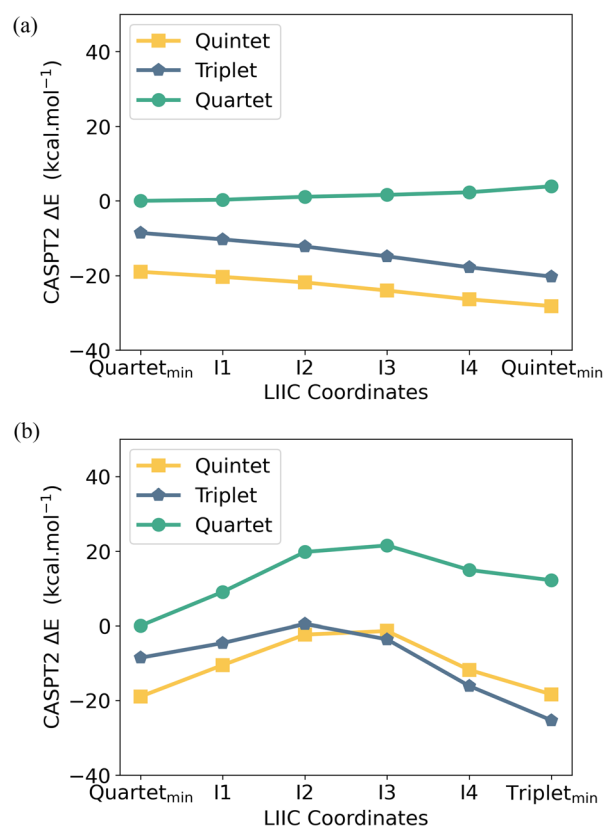 (a)
Quintet
Triplet
Quartet
CASPT2 ΔE (kcal.mol⁻¹)
40
20
0
−20
−40
Quartetₘᵢₙ I1 I2 I3 I4 Quintetₘᵢₙ
LIIC Coordinates
(b)
Quintet
Triplet
Quartet
CASPT2 ΔE (kcal.mol⁻¹)
40
20
0
−20
−40
Quartetₘᵢₙ I1 I2 I3 I4 Tripletₘᵢₙ
LIIC Coordinates